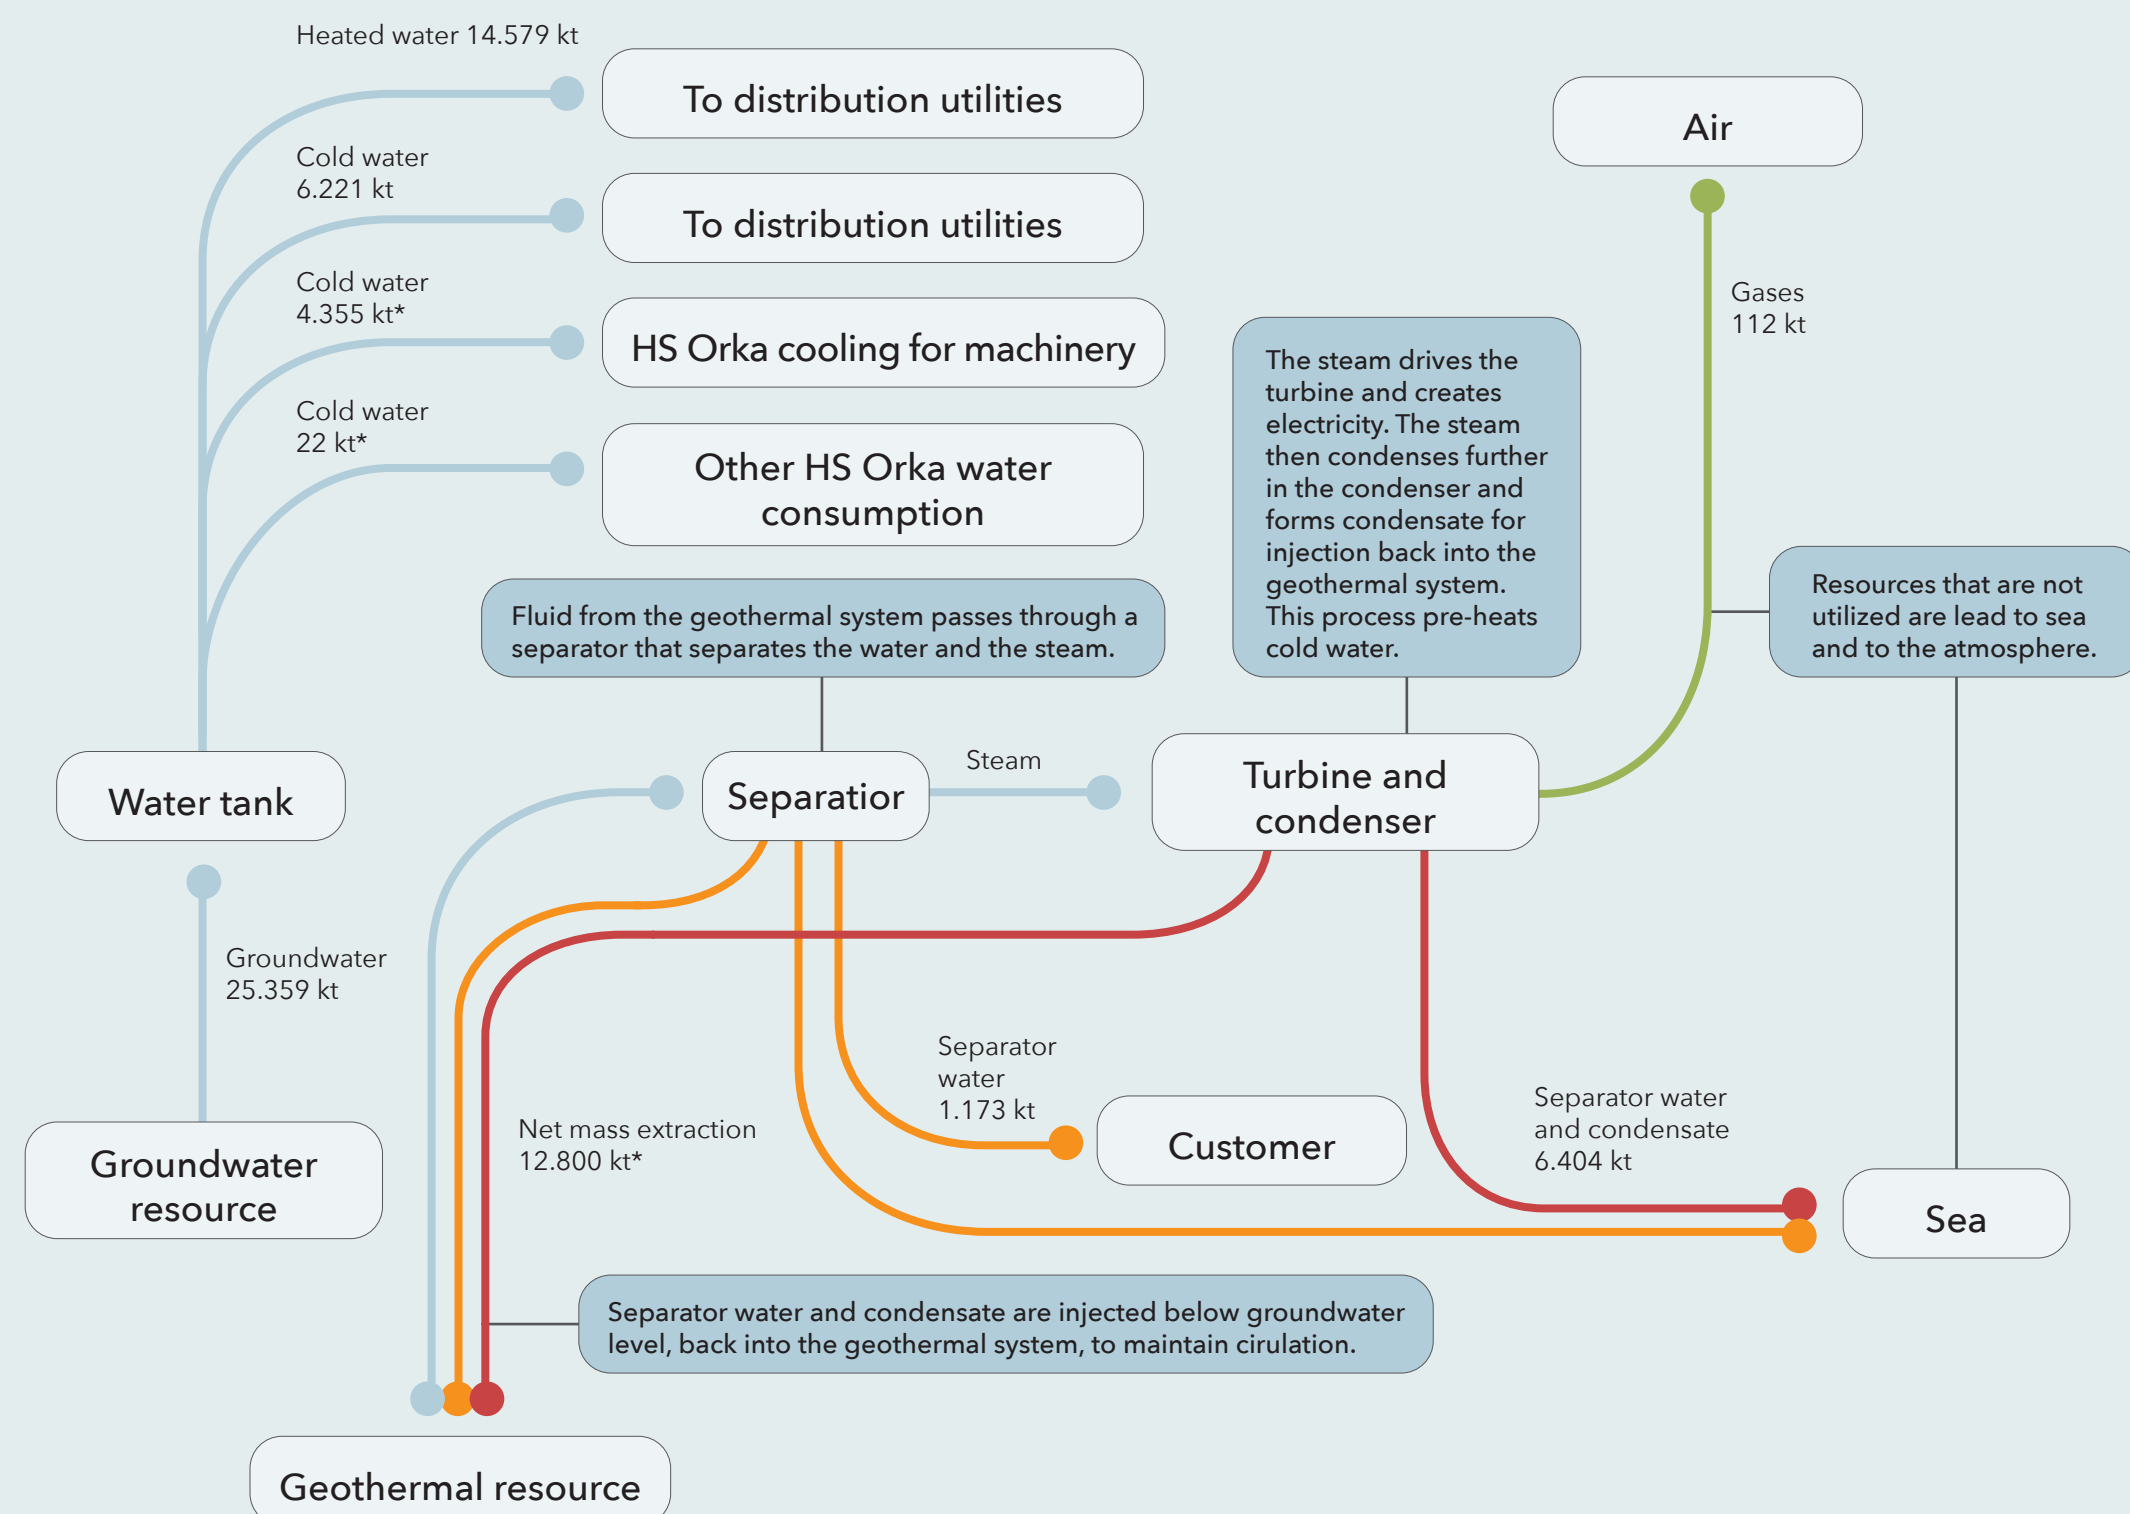 Heated water 14.579 kt
To distribution utilities
Cold water
6.221 kt
To distribution utilities
Cold water
4.355 kt*
HS Orka cooling for machinery
Cold water
22 kt*
Other HS Orka water
consumption
Air
Gases
112 kt
The steam drives the
turbine and creates
electricity. The steam
then condenses further
in the condenser and
forms condensate for
injection back into the
geothermal system.
This process pre-heats
cold water.
Resources that are not
utilized are lead to sea
and to the atmosphere.
Fluid from the geothermal system passes through a
separator that separates the water and the steam.
Water tank
Separatior
Steam
Turbine and
condenser
Groundwater
25.359 kt
Groundwater
resource
Net mass extraction
12.800 kt*
Separator
water
1.173 kt
Customer
Separator water
and condensate
6.404 kt
Sea
Separator water and condensate are injected below groundwater
level, back into the geothermal system, to maintain cirulation.
Geothermal resource